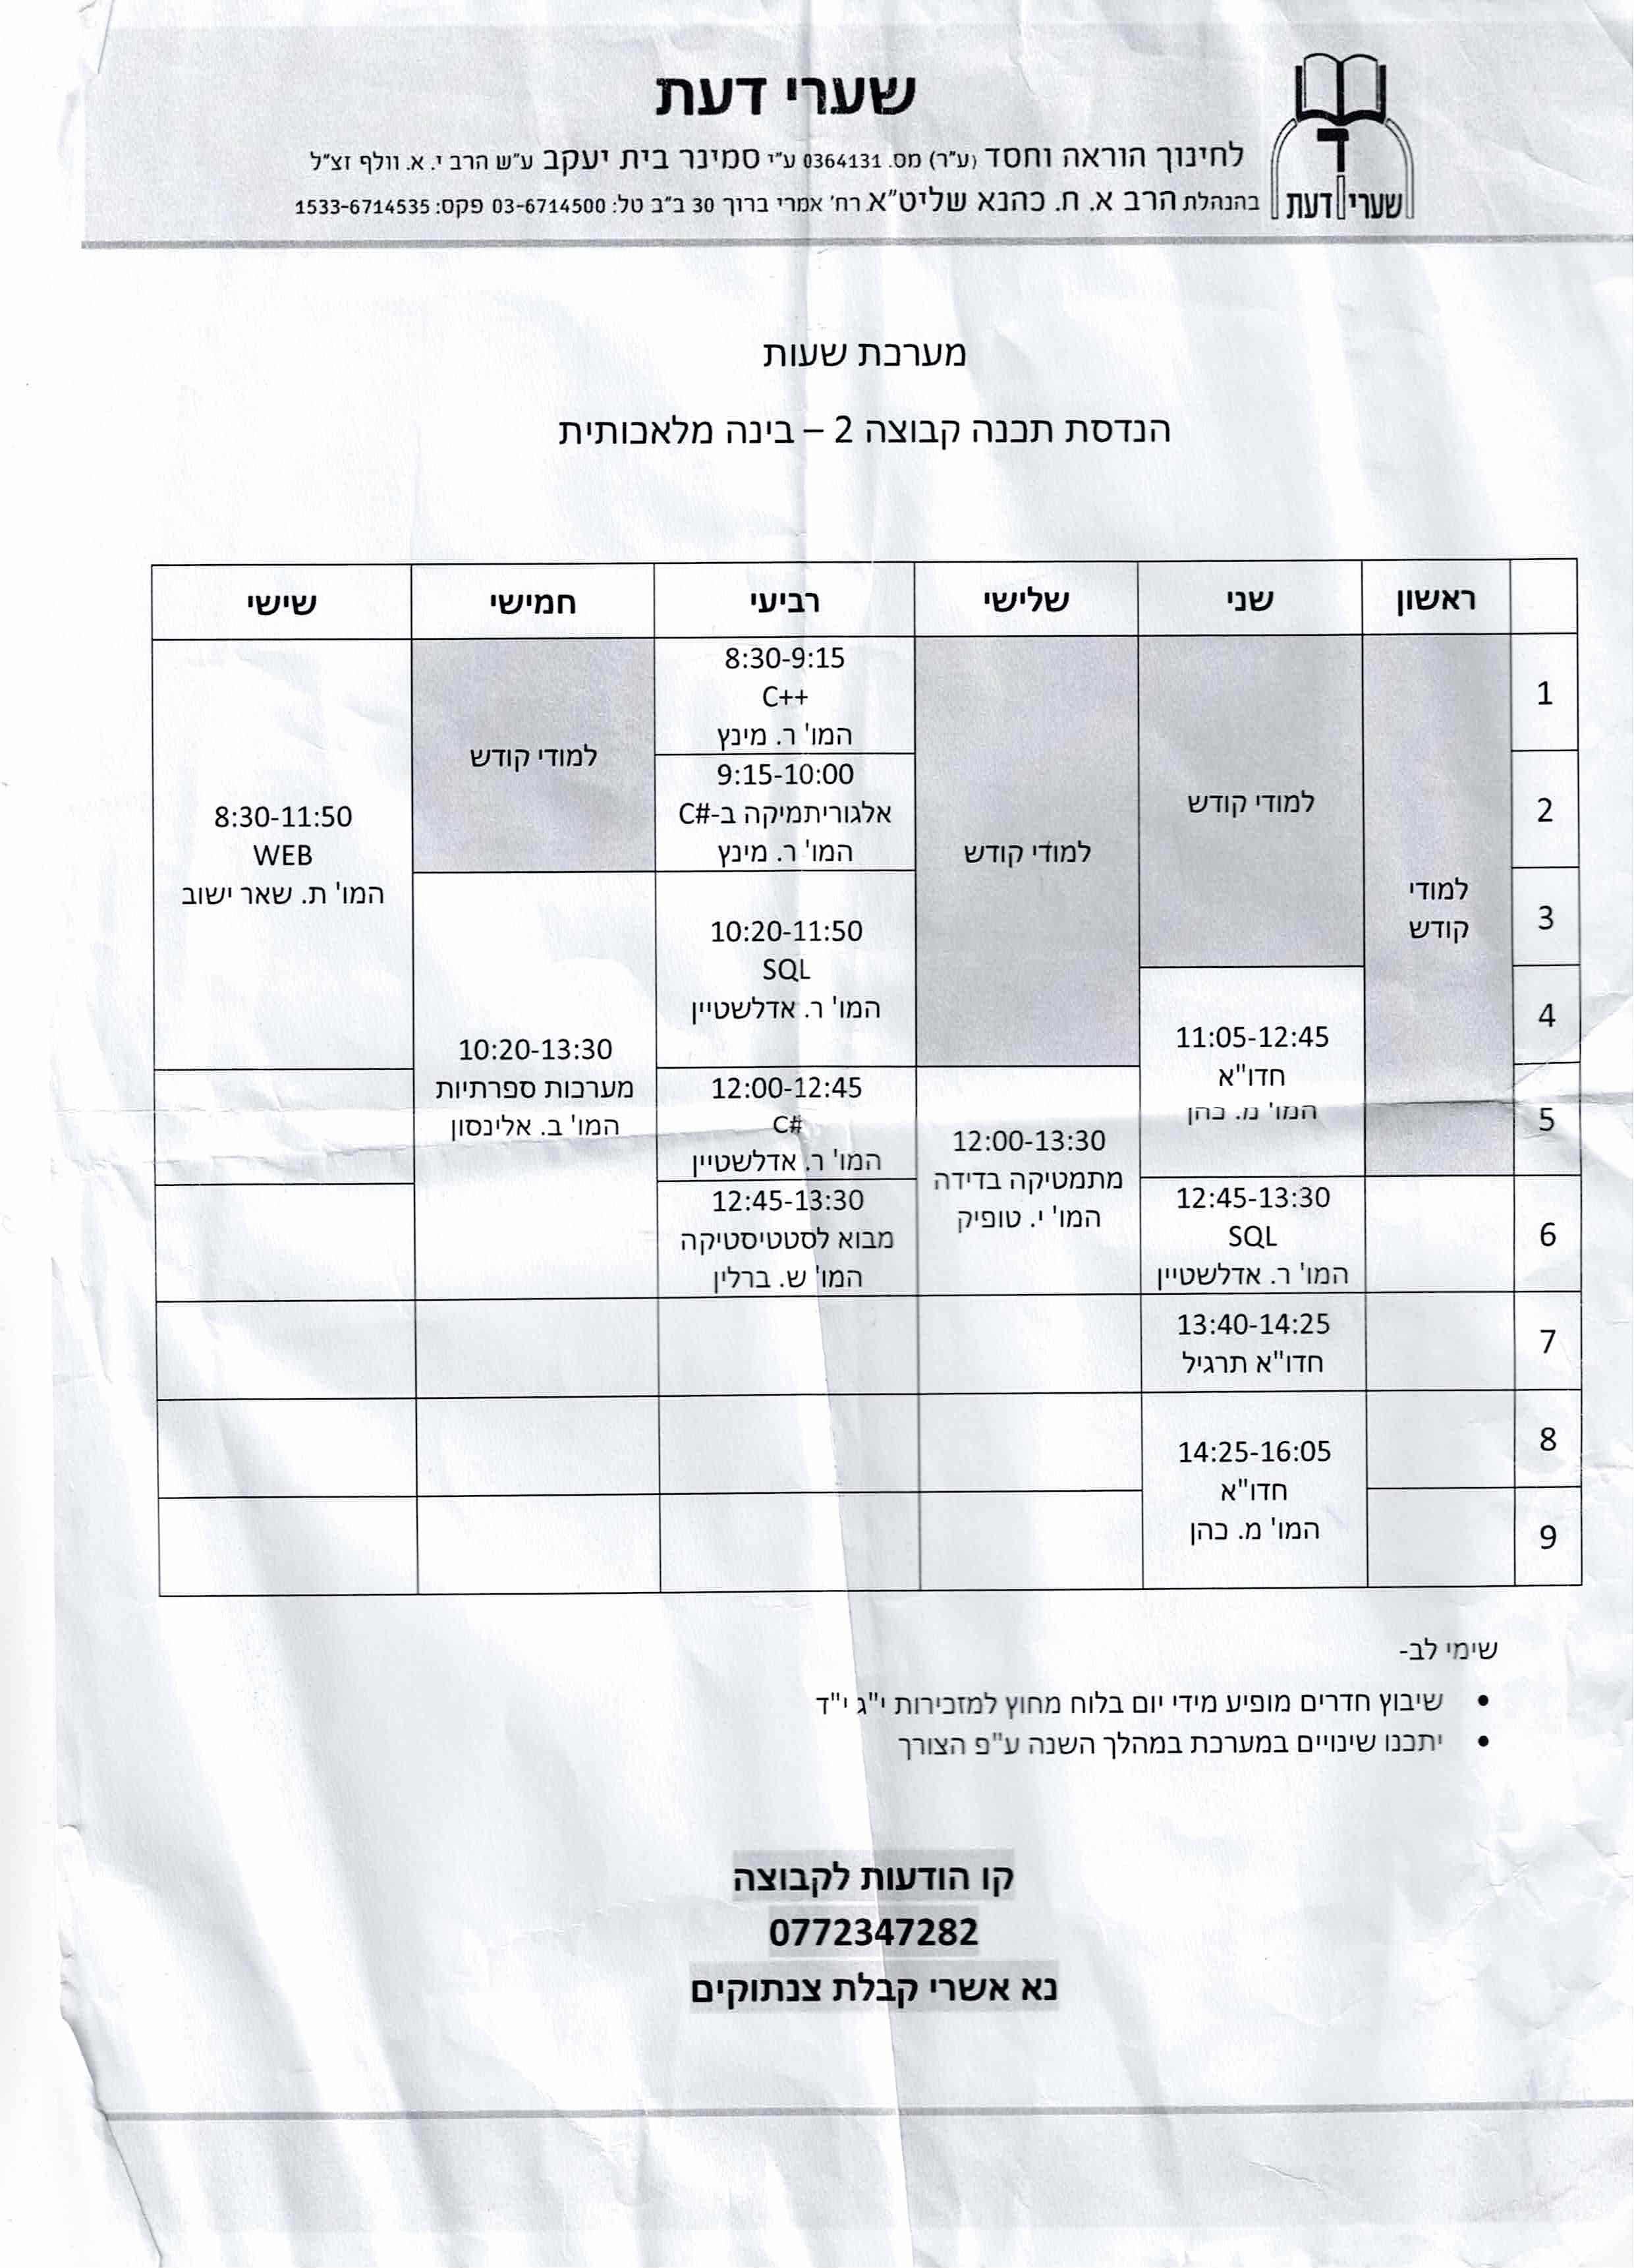 שערי דעת
לחינוך הוראה וחסד (ע"ר) מס. 0364131 ע"י סמינר בית יעקב ע"ש הרב י. א. וולף זצ"ל
בהנהלת הרב א. ח. כהנא שליט"א רח' אמרי ברוך 30 ב"ב טל: 03-6714500 פקס: 1533-6714535
ד
שערי דעת
מערכת שעות
הנדסת תכנה קבוצה 2 – בינה מלאכותית
ראשון שני שלישי רביעי חמישי שישי
1
2
3
4
5
6
7
8
9
למודי
קודש
למודי קודש
11:05-12:45
חדו"א
המו' מ. כהן
12:45-13:30
SQL
המו' ר. אדלשטיין
13:40-14:25
חדו"א תרגיל
14:25-16:05
חדו"א
המו' מ. כהן
למודי קודש
12:00-13:30
מתמטיקה בדידה
המו' י. טופיק
8:30-9:15
C++
המו' ר. מינץ
9:15-10:00
אלגוריתמיקה ב-C#
המו' ר. מינץ
10:20-11:50
SQL
המו' ר. אדלשטיין
12:00-12:45
C#
המו' ר. אדלשטיין
12:45-13:30
מבוא לסטטיסטיקה
המו' ש. ברלין
למודי קודש
10:20-13:30
מערכות ספרתיות
המו' ב. אלינסון
8:30-11:50
WEB
המו' ת. שאר ישוב
שימי לב-
• שיבוץ חדרים מופיע מידי יום בלוח מחוץ למזכירות י"ג י"ד
• יתכנו שינויים במערכת במהלך השנה ע"פ הצורך
קו הודעות לקבוצה
0772347282
נא אשרי קבלת צנתוקים